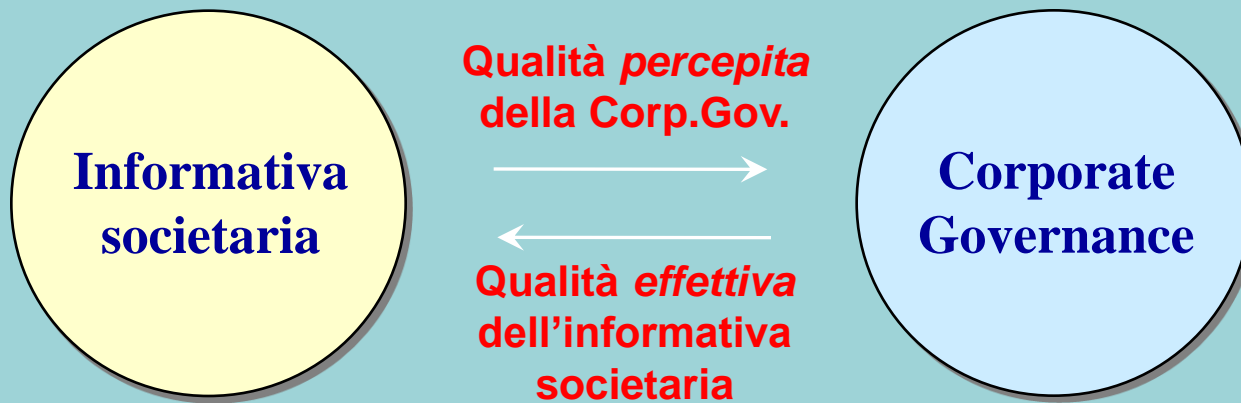 Informativa
societaria
Qualità percepita
della Corp.Gov.
Qualità effettiva
dell’informativa
societaria
Corporate
Governance